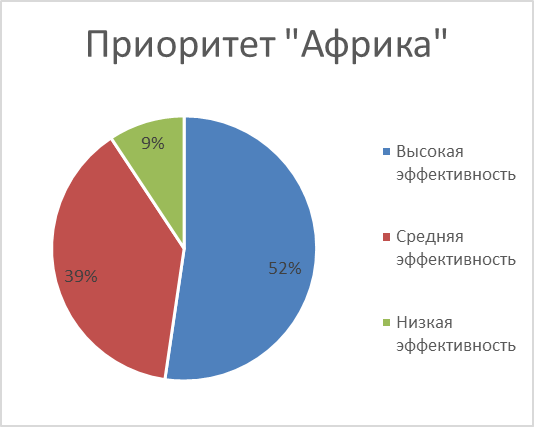 Приоритет "Африка"
9%
52%
39%
Высокая
эффективность
Средняя
эффективность
Низкая
эффективность